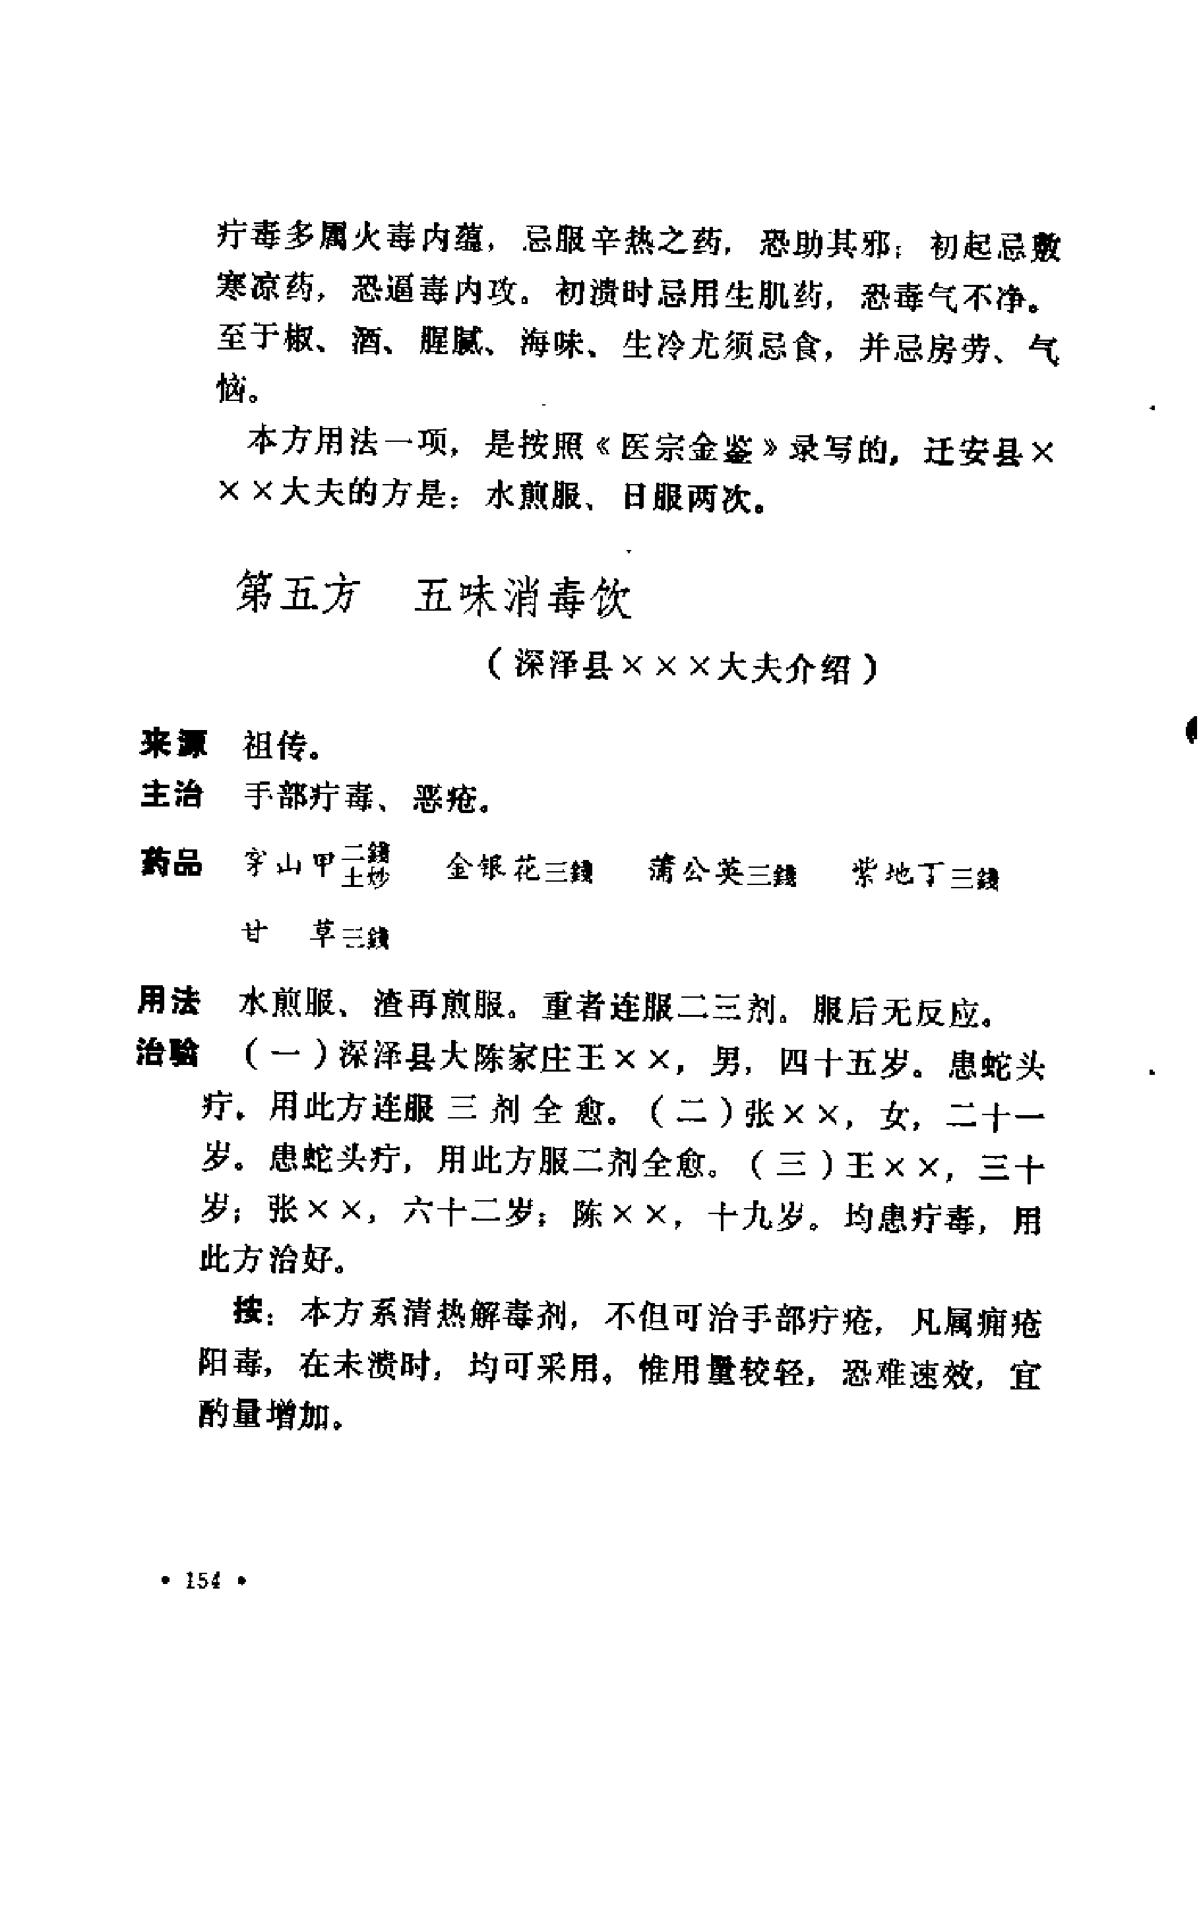 疔毒多属火毒内蕴，忌服辛热之药，恐助其邪；初起忌敷
寒凉药，恐逼毒内攻。初溃时忌用生肌药，恐毒气不净。
至于椒、酒、腥腻、海味、生冷尤须忌食，并忌房劳、气
恼。
本方用法一项，是按照《医宗金鉴》录写的，迁安县×
××大夫的方是：水煎服、日服两次。
第五方　五味消毒饮
（深泽县×××大夫介绍）
来源　祖传。
主治　手部疔毒、恶疮。
药品　穿山甲二錢土炒　金银花三錢　蒲公英三錢　紫地丁三錢
甘　草三錢
用法　水煎服、渣再煎服。重者连服二三剂。服后无反应。
治验　（一）深泽县大陈家庄王××，男，四十五岁。患蛇头
疔，用此方连服三剂全愈。（二）张××，女，二十一
岁。患蛇头疔，用此方服二剂全愈。（三）王××，三十
岁；张××，六十二岁；陈××，十九岁。均患疔毒，用
此方治好。
按：本方系清热解毒剂，不但可治手部疔疮，凡属痈疮
阳毒，在未溃时，均可采用。惟用量较轻，恐难速效，宜
酌量增加。
• 154 •